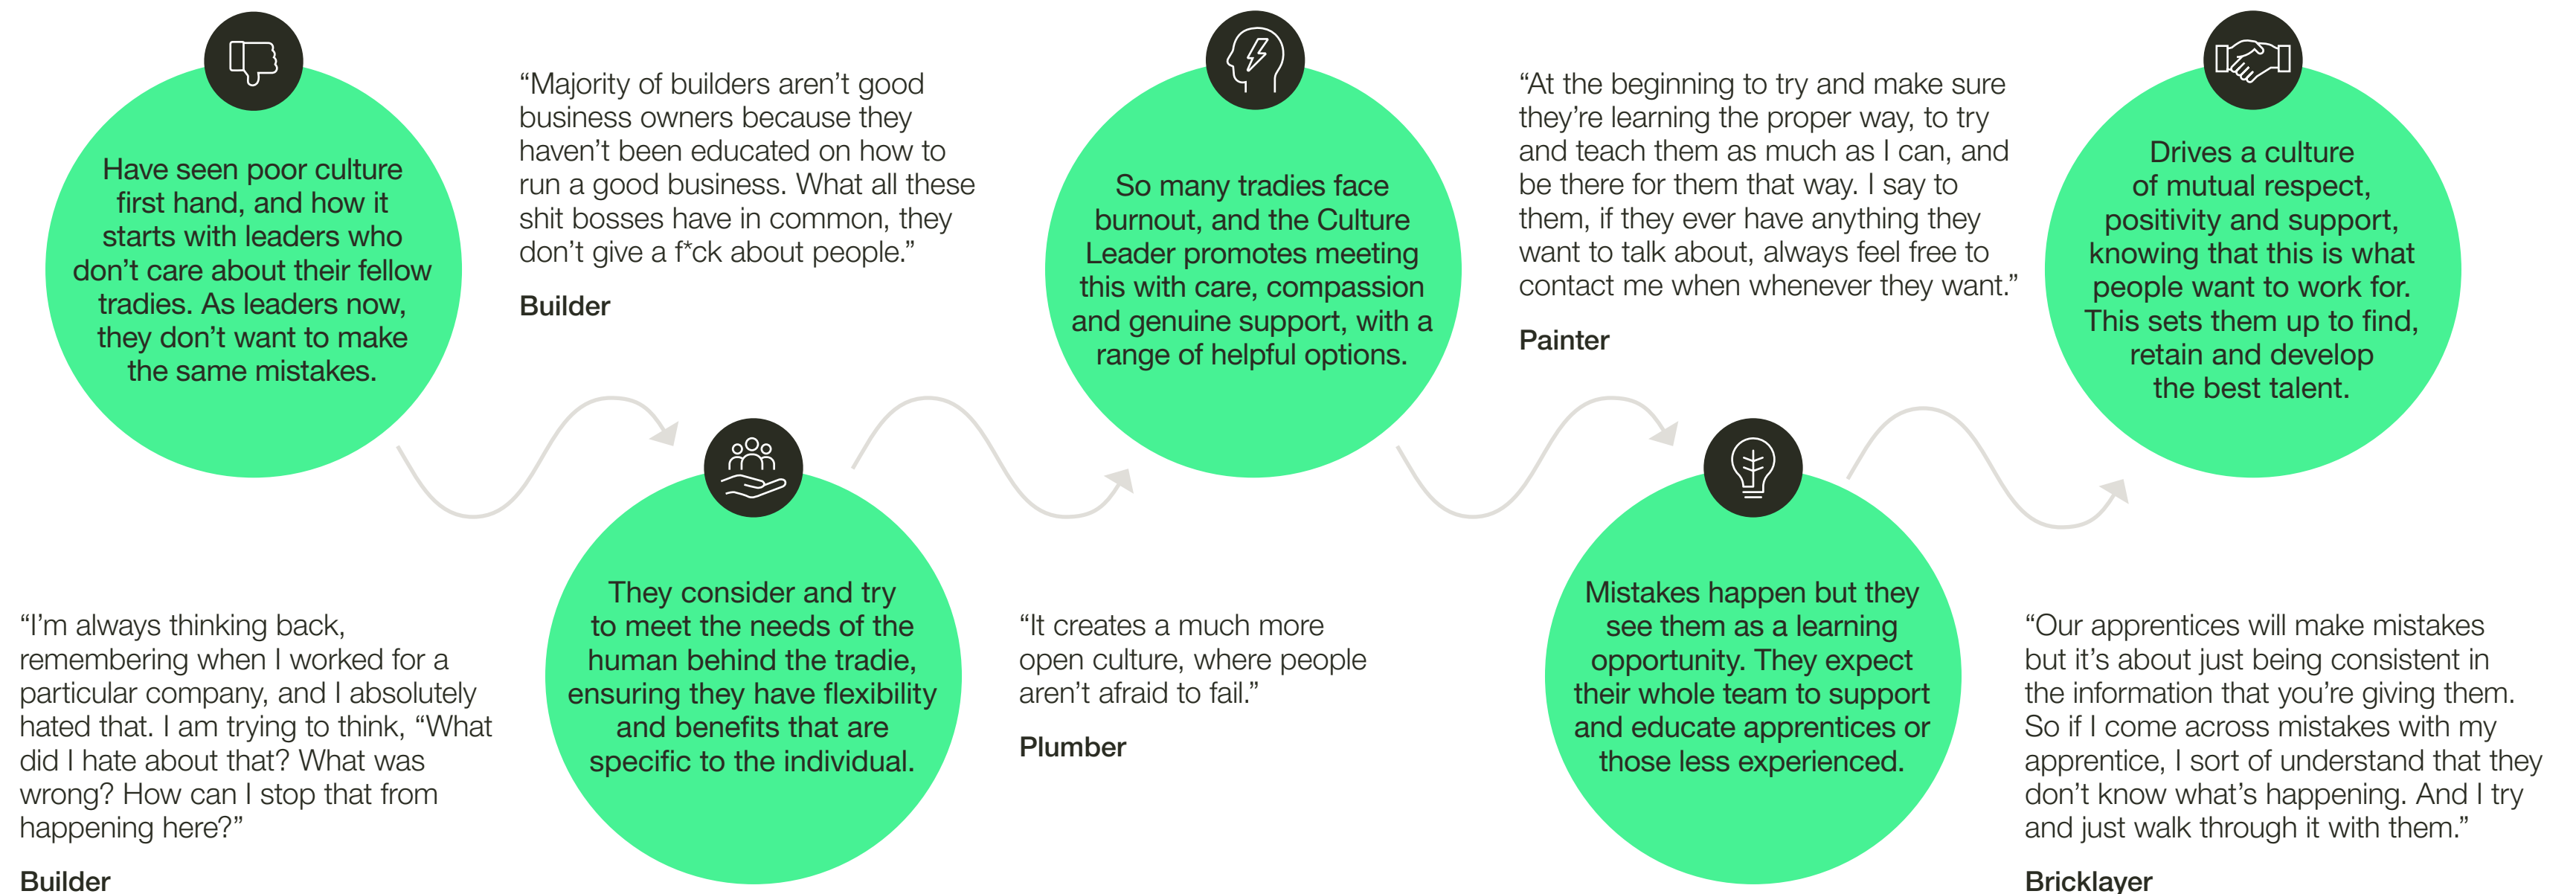 Have seen poor culture
first hand, and how it
starts with leaders who
don’t care about their fellow
tradies. As leaders now,
they don’t want to make
the same mistakes.
“I’m always thinking back,
remembering when I worked for a
particular company, and I absolutely
hated that. I am trying to think, “What
did I hate about that? What was
wrong? How can I stop that from
happening here?”
Builder
“Majority of builders aren’t good
business owners because they
haven’t been educated on how to
run a good business. What all these
shit bosses have in common, they
don’t give a f*ck about people.”
Builder
They consider and try
to meet the needs of the
human behind the tradie,
ensuring they have flexibility
and benefits that are
specific to the individual.
So many tradies face
burnout, and the Culture
Leader promotes meeting
this with care, compassion
and genuine support, with a
range of helpful options.
“It creates a much more
open culture, where people
aren’t afraid to fail.”
Plumber
“At the beginning to try and make sure
they’re learning the proper way, to try
and teach them as much as I can, and
be there for them that way. I say to
them, if they ever have anything they
want to talk about, always feel free to
contact me when whenever they want.”
Painter
Mistakes happen but they
see them as a learning
opportunity. They expect
their whole team to support
and educate apprentices or
those less experienced.
Drives a culture
of mutual respect,
positivity and support,
knowing that this is what
people want to work for.
This sets them up to find,
retain and develop
the best talent.
“Our apprentices will make mistakes
but it’s about just being consistent in
the information that you’re giving them.
So if I come across mistakes with my
apprentice, I sort of understand that they
don’t know what’s happening. And I try
and just walk through it with them.”
Bricklayer